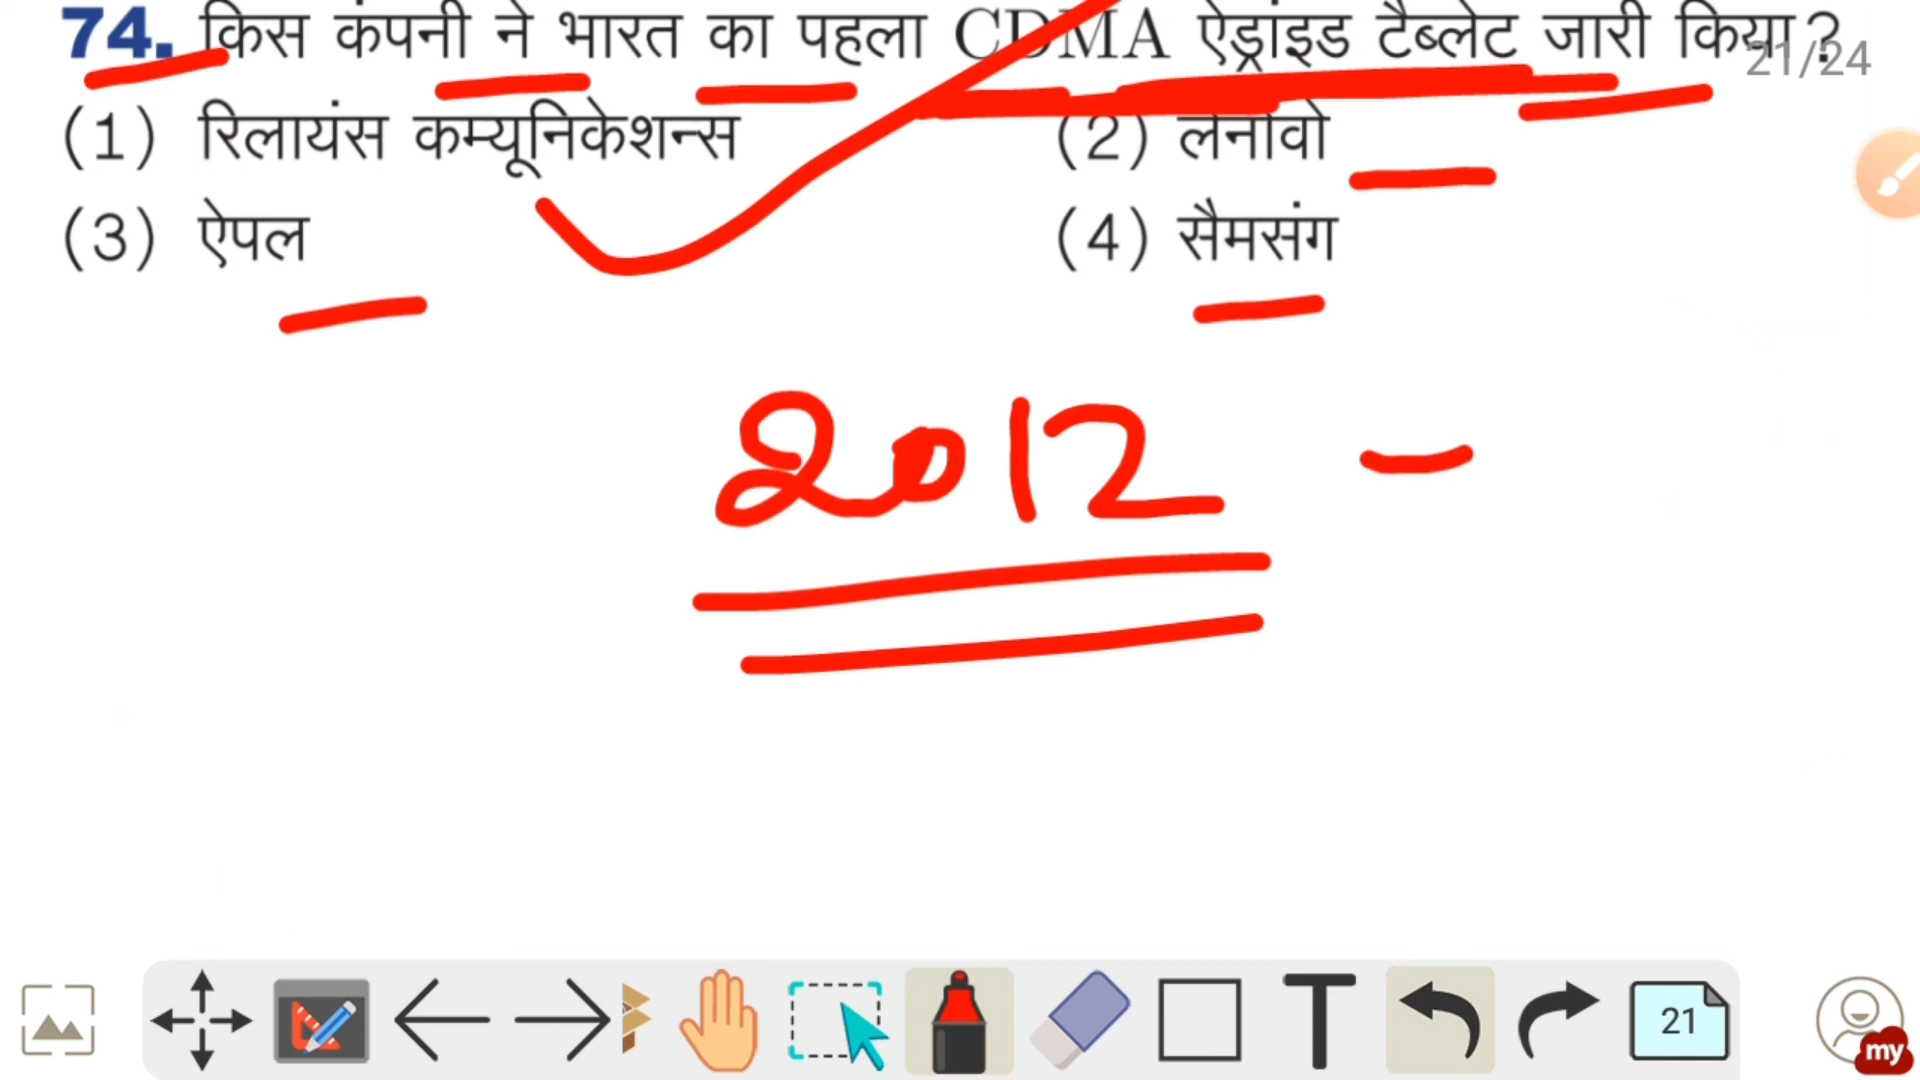 74. किस कंपनी ने भारत का पहला CDMA ऐड्रांइड टैब्लेट जारी किया?
21/24
(1) रिलायंस कम्यूनिकेशन्स (2) लेनोवो
(3) ऐपल (4) सैमसंग
2012 -
T 21
my